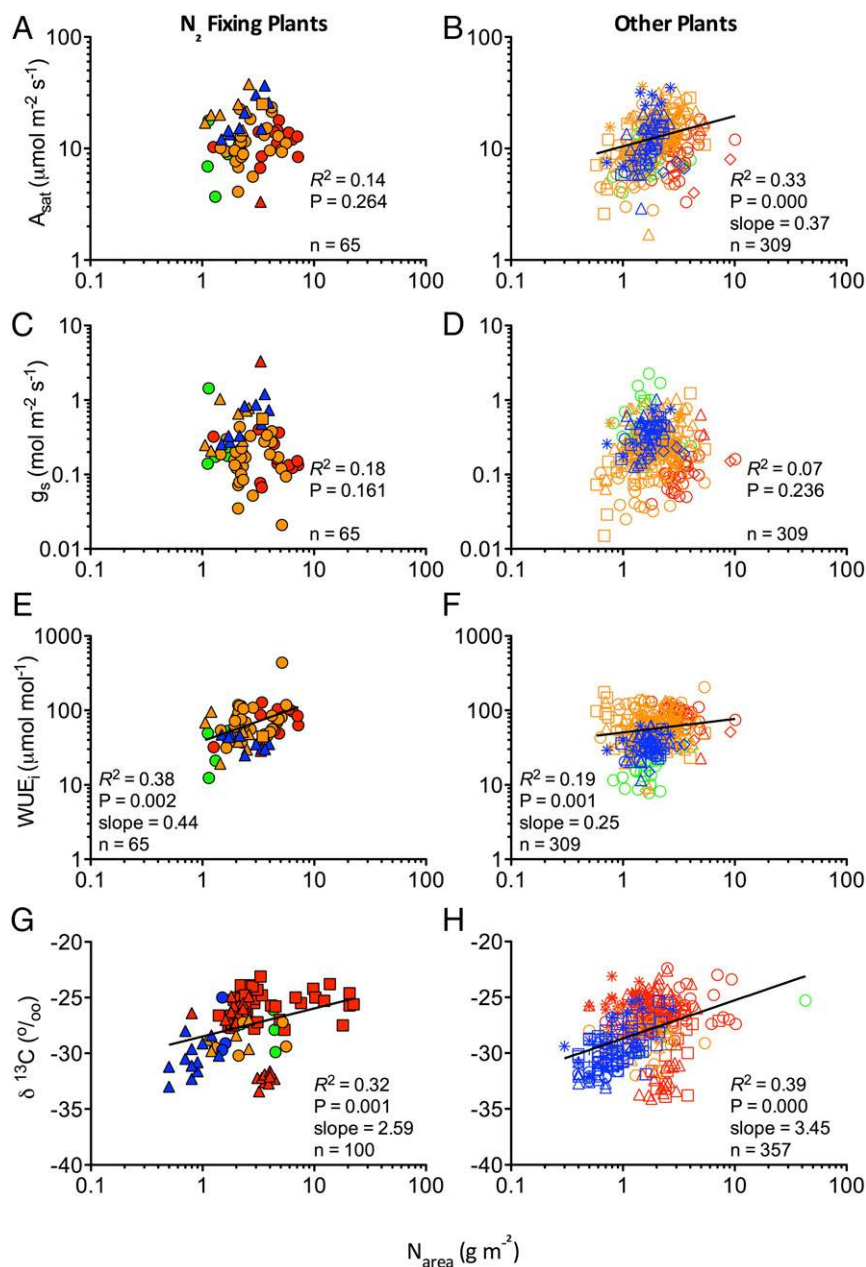 N₂ Fixing Plants
Other Plants
A
100
10
1
0.1 1 10 100
A_sat (μmol m⁻² s⁻¹)
R² = 0.14
P = 0.264
n = 65
B
100
10
1
0.1 1 10 100
R² = 0.33
P = 0.000
slope = 0.37
n = 309
C
10
1
0.1
0.01
0.1 1 10 100
g_s (mol m⁻² s⁻¹)
R² = 0.18
P = 0.161
n = 65
D
10
1
0.1
0.01
0.1 1 10 100
R² = 0.07
P = 0.236
n = 309
E
1000
100
10
1
0.1 1 10 100
WUE_i (μmol mol⁻¹)
R² = 0.38
P = 0.002
slope = 0.44
n = 65
F
1000
100
10
1
0.1 1 10 100
R² = 0.19
P = 0.001
slope = 0.25
n = 309
G
-20
-25
-30
-35
-40
0.1 1 10 100
δ ¹³C (⁰/₀₀)
R² = 0.32
P = 0.001
slope = 2.59
n = 100
H
-20
-25
-30
-35
-40
0.1 1 10 100
R² = 0.39
P = 0.000
slope = 3.45
n = 357
N_area (g m⁻²)